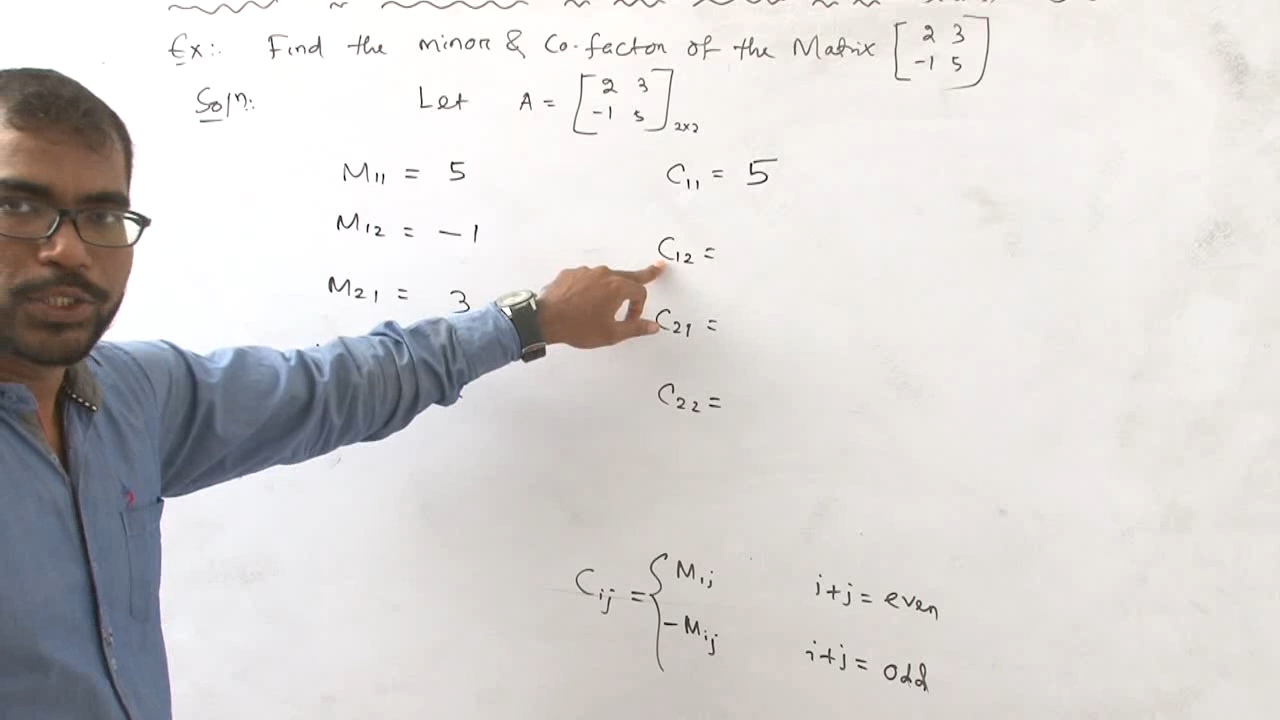 Ex:. Find the minor & Co-factor of the Matrix [2 3
-1 5]
Soln:. Let A = [2 3
-1 5]2x2
M11 = 5 C11 = 5
M12 = -1 C12 =
M21 = 3 C21 =
C22 =
Cij = { Mij i+j = even
-Mij i+j = odd